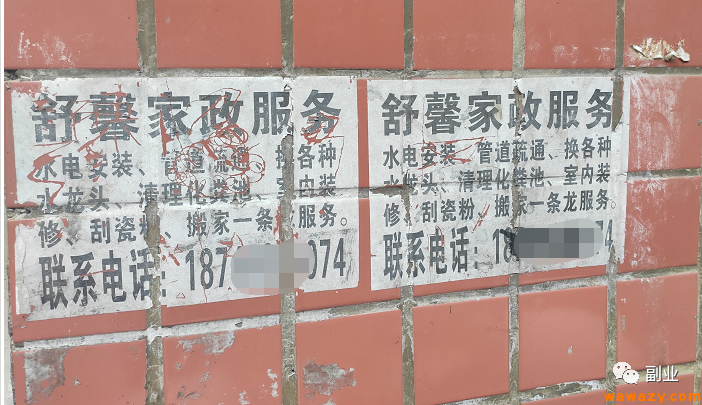 舒馨家政服务
水电安装、管道疏通、换各种
水龙头、清理化粪池、室内装
修、刮瓷粉、搬家一条龙服务。
联系电话：187 074
舒馨家政服务
水电安装、管道疏通、换各种
水龙头、清理化粪池、室内装
修、刮瓷粉、搬家一条龙服务。
联系电话：18 74
副业
wawazy.com